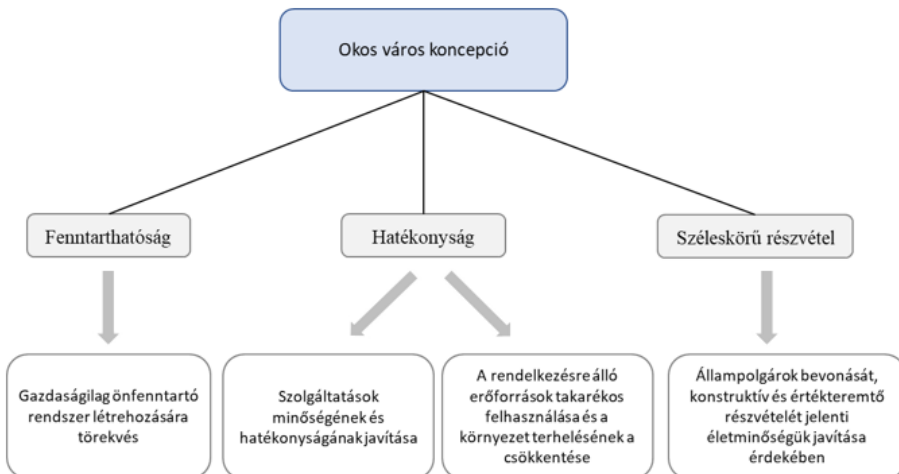 Okos város koncepció
Fenntarthatóság
Hatékonyság
Széleskörű részvétel
Gazdaságilag önfenntartó
rendszer létrehozására
törekvés
Szolgáltatások
minőségének és
hatékonyságának javítása
A rendelkezésre álló
erőforrások takarékos
felhasználása és a
környezet terhelésének a
csökkentése
Állampolgárok bevonását,
konstruktív és értékteremtő
részvételét jelenti
életminőségük javítása
érdekében